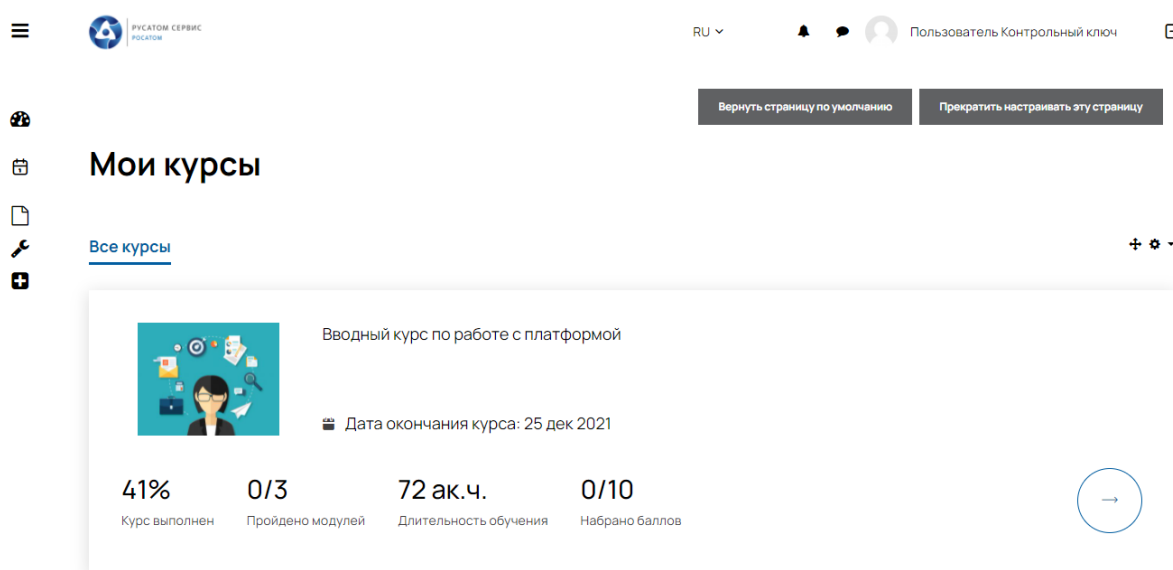 РУСАТОМ СЕРВИС
РОСАТОМ
RU
Пользователь Контрольный ключ
Вернуть страницу по умолчанию
Прекратить настраивать эту страницу
Мои курсы
Все курсы
Вводный курс по работе с платформой
Дата окончания курса: 25 дек 2021
41%
0/3
72 ак.ч.
0/10
Курс выполнен
Пройдено модулей
Длительность обучения
Набрано баллов